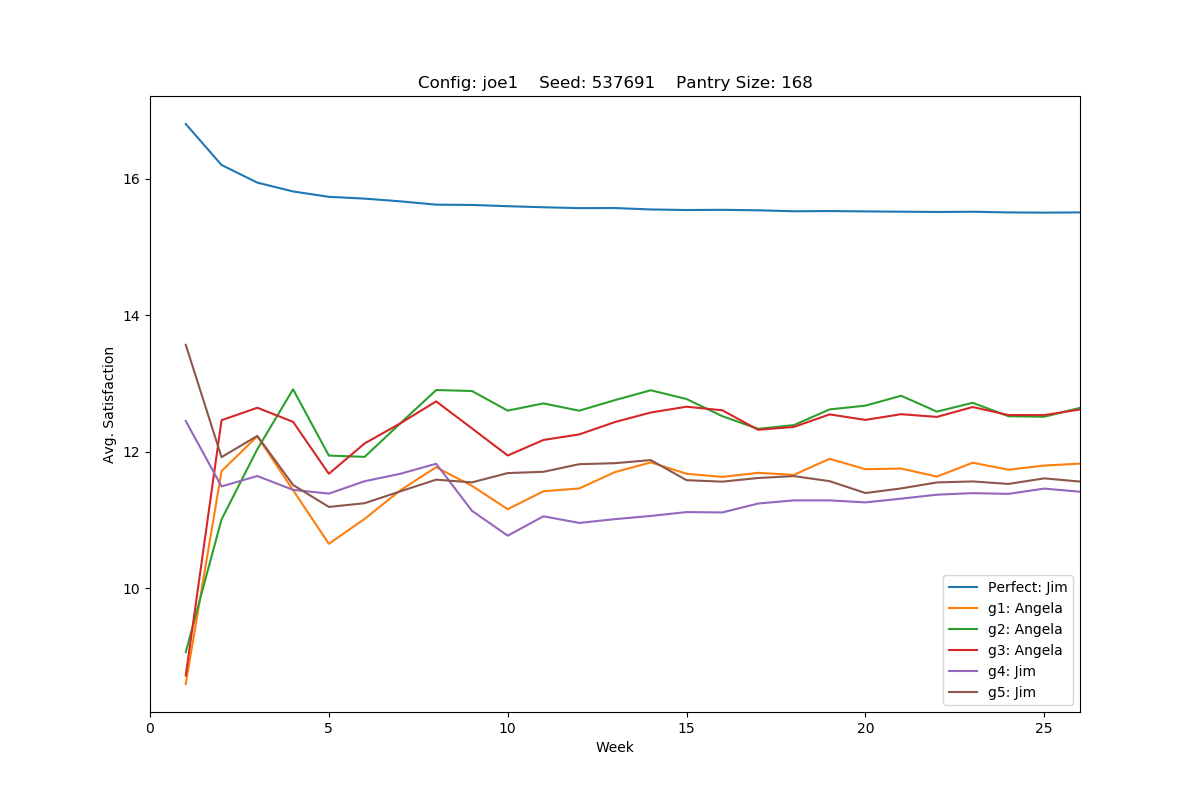 Config: joe1    Seed: 537691    Pantry Size: 168
Avg. Satisfaction
16
14
12
10
0 5 10 15 20 25
Week
Perfect: Jim
g1: Angela
g2: Angela
g3: Angela
g4: Jim
g5: Jim